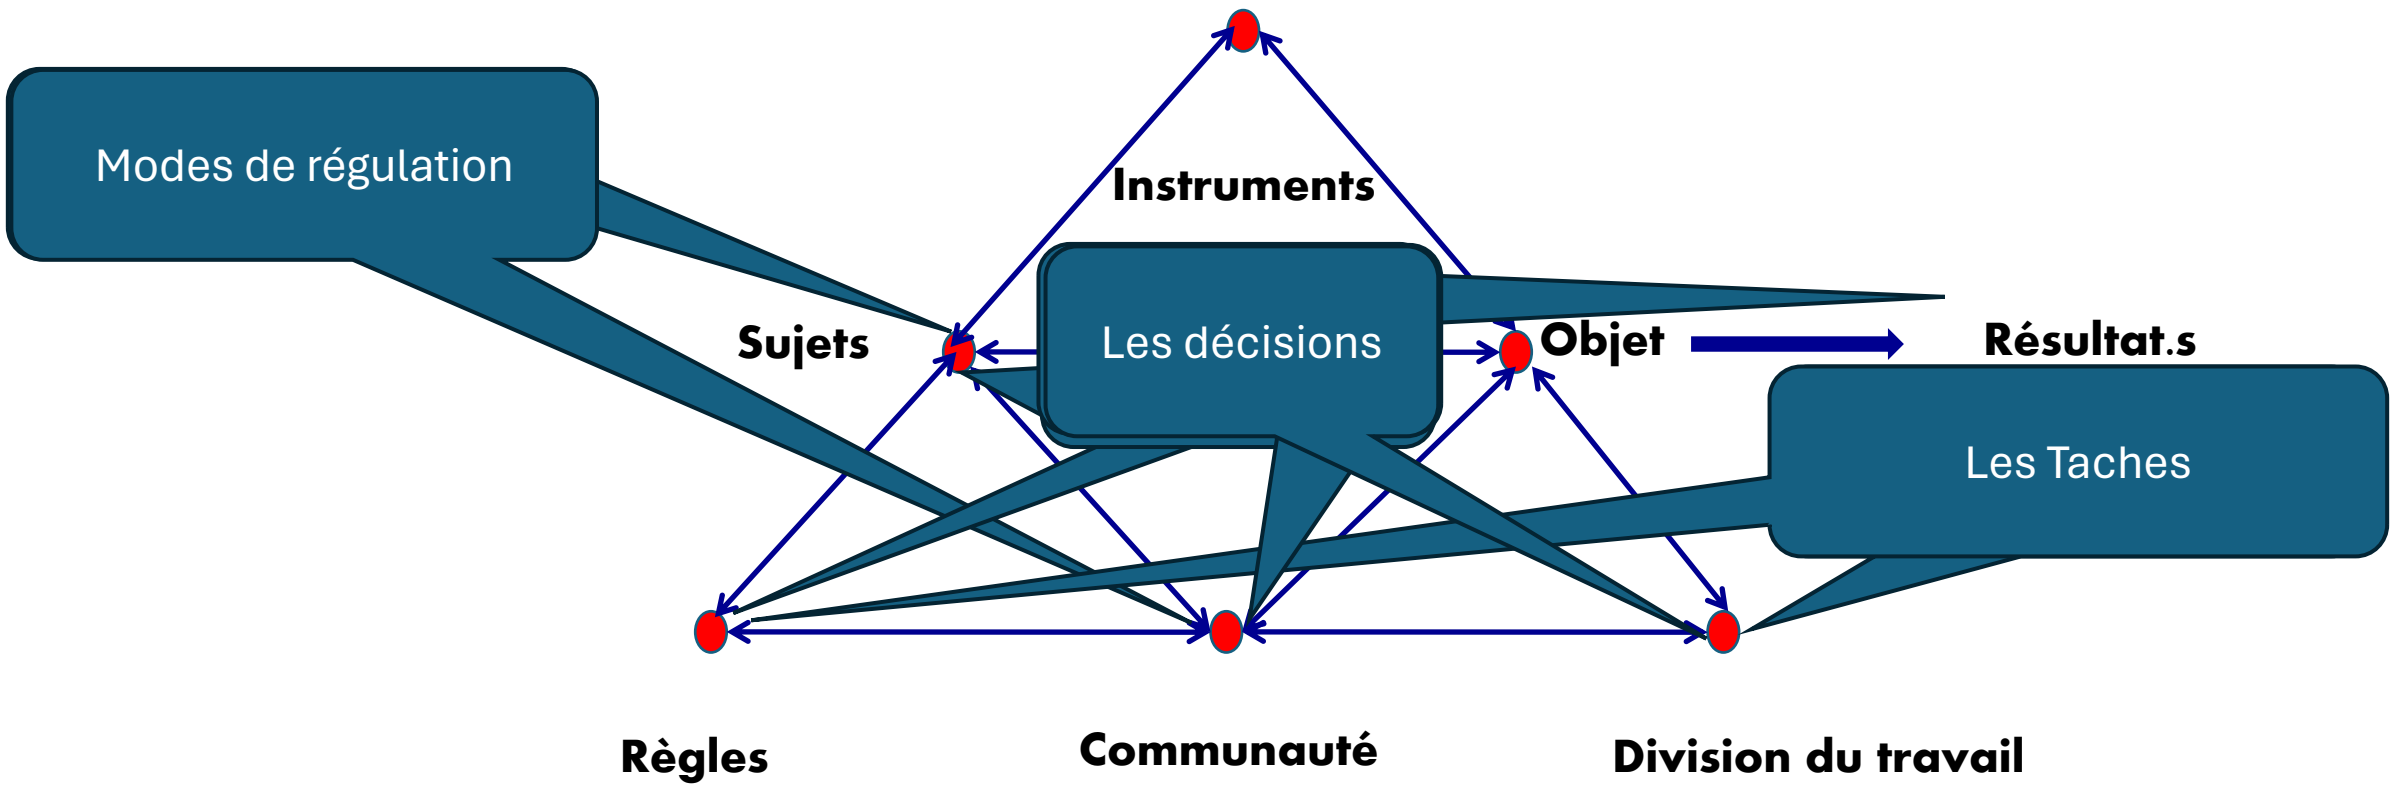 Modes de régulation
Instruments
Sujets
Les décisions
Objet
Résultat.s
Les Taches
Règles
Communauté
Division du travail